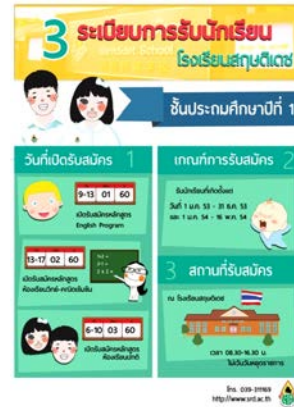 3 ระเบียบการรับนักเรียน
โรงเรียนสฤษดิเดช
ชั้นประถมศึกษาปีที่ 1
วันที่เปิดรับสมัคร 1
9-13 01 60
เปิดรับสมัครหลักสูตร
English Program
13-17 02 60
เปิดรับสมัครหลักสูตร
ห้องเรียนวิทย์-คณิตเข้มข้น
6-10 03 60
เปิดรับสมัครหลักสูตร
ห้องเรียนปกติ
เกณฑ์การรับสมัคร 2
รับนักเรียนที่เกิดตั้งแต่
วันที่ 1 ม.ค. 53 - 31 ธ.ค. 53
และ 1 ม.ค. 54 - 16 พ.ค. 54
3 สถานที่รับสมัคร
ณ โรงเรียนสฤษดิเดช
เวลา 08.30-16.30 น.
ไม่เว้นวันหยุดราชการ
โทร. 039-311169
http://www.srd.ac.th